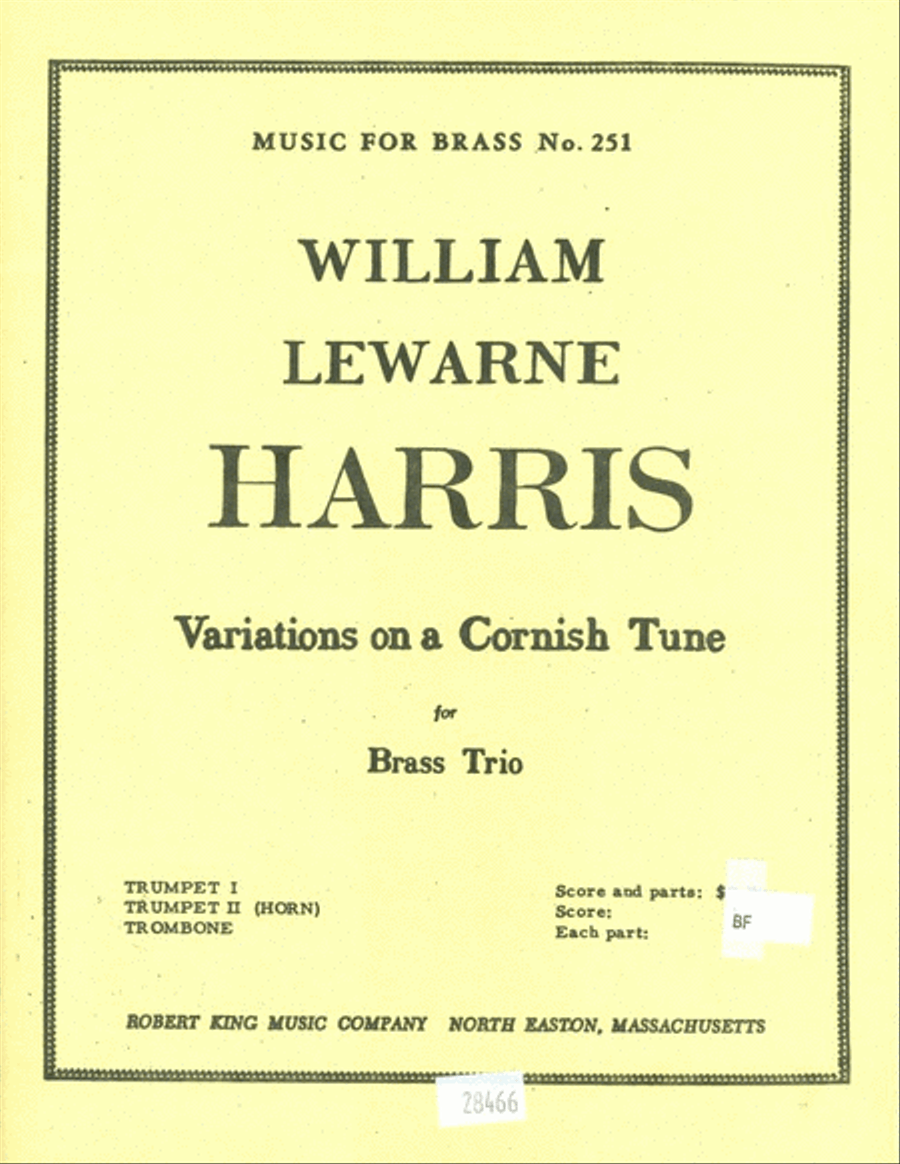 MUSIC FOR BRASS No. 251
WILLIAM
LEWARNE
HARRIS
Variations on a Cornish Tune
for
Brass Trio
TRUMPET I
TRUMPET II (HORN)
TROMBONE
Score and parts: $
Score:
Each part:
BF
ROBERT KING MUSIC COMPANY NORTH EASTON, MASSACHUSETTS
28466